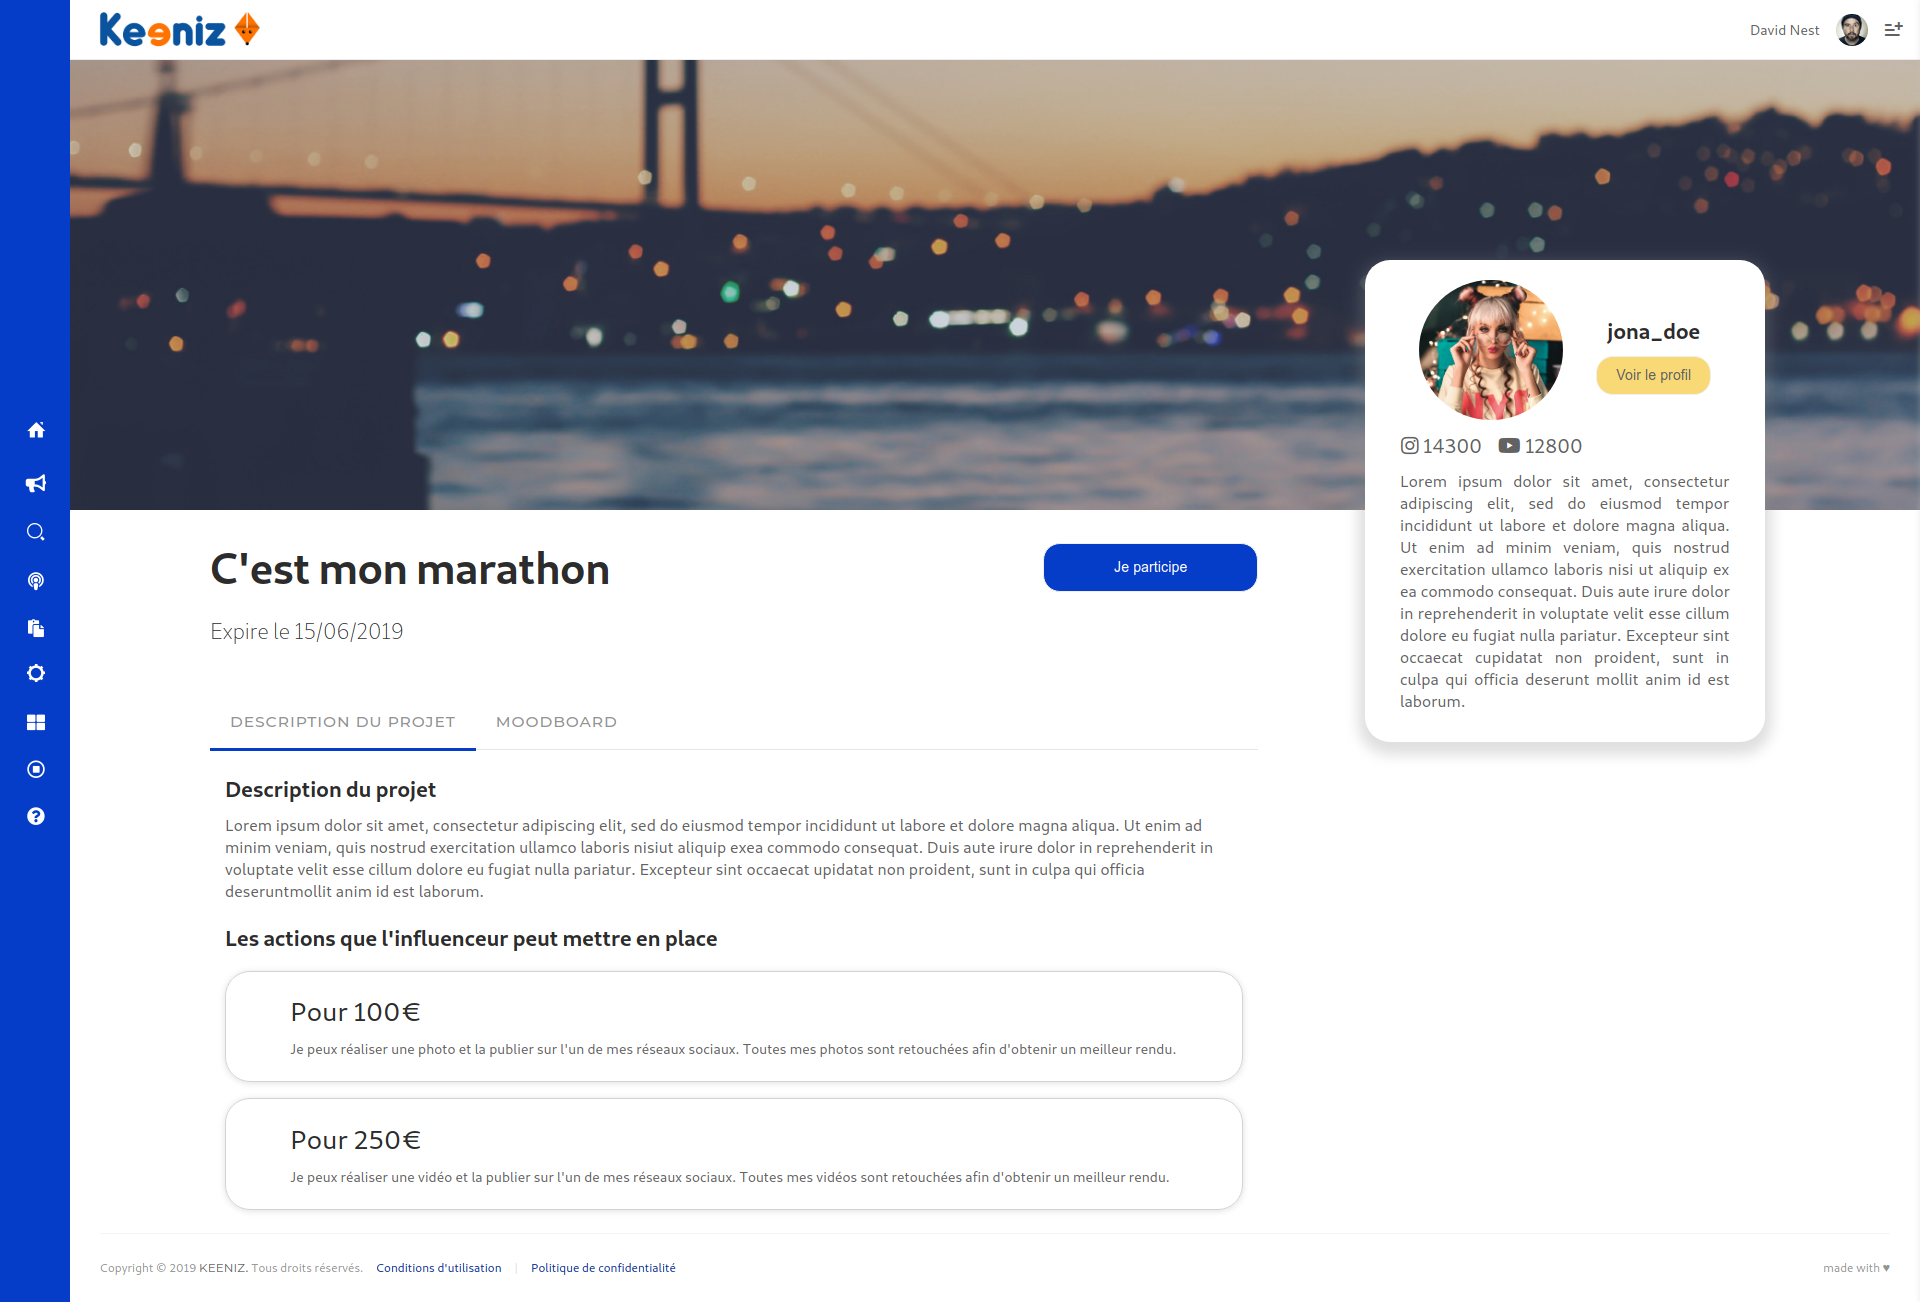 Keeniz
David Nest
jona_doe
Voir le profil
14300 12800
Lorem ipsum dolor sit amet, consectetur
adipiscing elit, sed do eiusmod tempor
incididunt ut labore et dolore magna aliqua.
Ut enim ad minim veniam, quis nostrud
exercitation ullamco laboris nisi ut aliquip ex
ea commodo consequat. Duis aute irure dolor
in reprehenderit in voluptate velit esse cillum
dolore eu fugiat nulla pariatur. Excepteur sint
occaecat cupidatat non proident, sunt in
culpa qui officia deserunt mollit anim id est
laborum.
C'est mon marathon
Je participe
Expire le 15/06/2019
DESCRIPTION DU PROJET MOODBOARD
Description du projet
Lorem ipsum dolor sit amet, consectetur adipiscing elit, sed do eiusmod tempor incididunt ut labore et dolore magna aliqua. Ut enim ad
minim veniam, quis nostrud exercitation ullamco laboris nisiut aliquip exea commodo consequat. Duis aute irure dolor in reprehenderit in
voluptate velit esse cillum dolore eu fugiat nulla pariatur. Excepteur sint occaecat upidatat non proident, sunt in culpa qui officia
deseruntmollit anim id est laborum.
Les actions que l'influenceur peut mettre en place
Pour 100€
Je peux réaliser une photo et la publier sur l'un de mes réseaux sociaux. Toutes mes photos sont retouchées afin d'obtenir un meilleur rendu.
Pour 250€
Je peux réaliser une vidéo et la publier sur l'un de mes réseaux sociaux. Toutes mes vidéos sont retouchées afin d'obtenir un meilleur rendu.
Copyright © 2019 KEENIZ. Tous droits réservés. Conditions d'utilisation | Politique de confidentialité
made with ♥